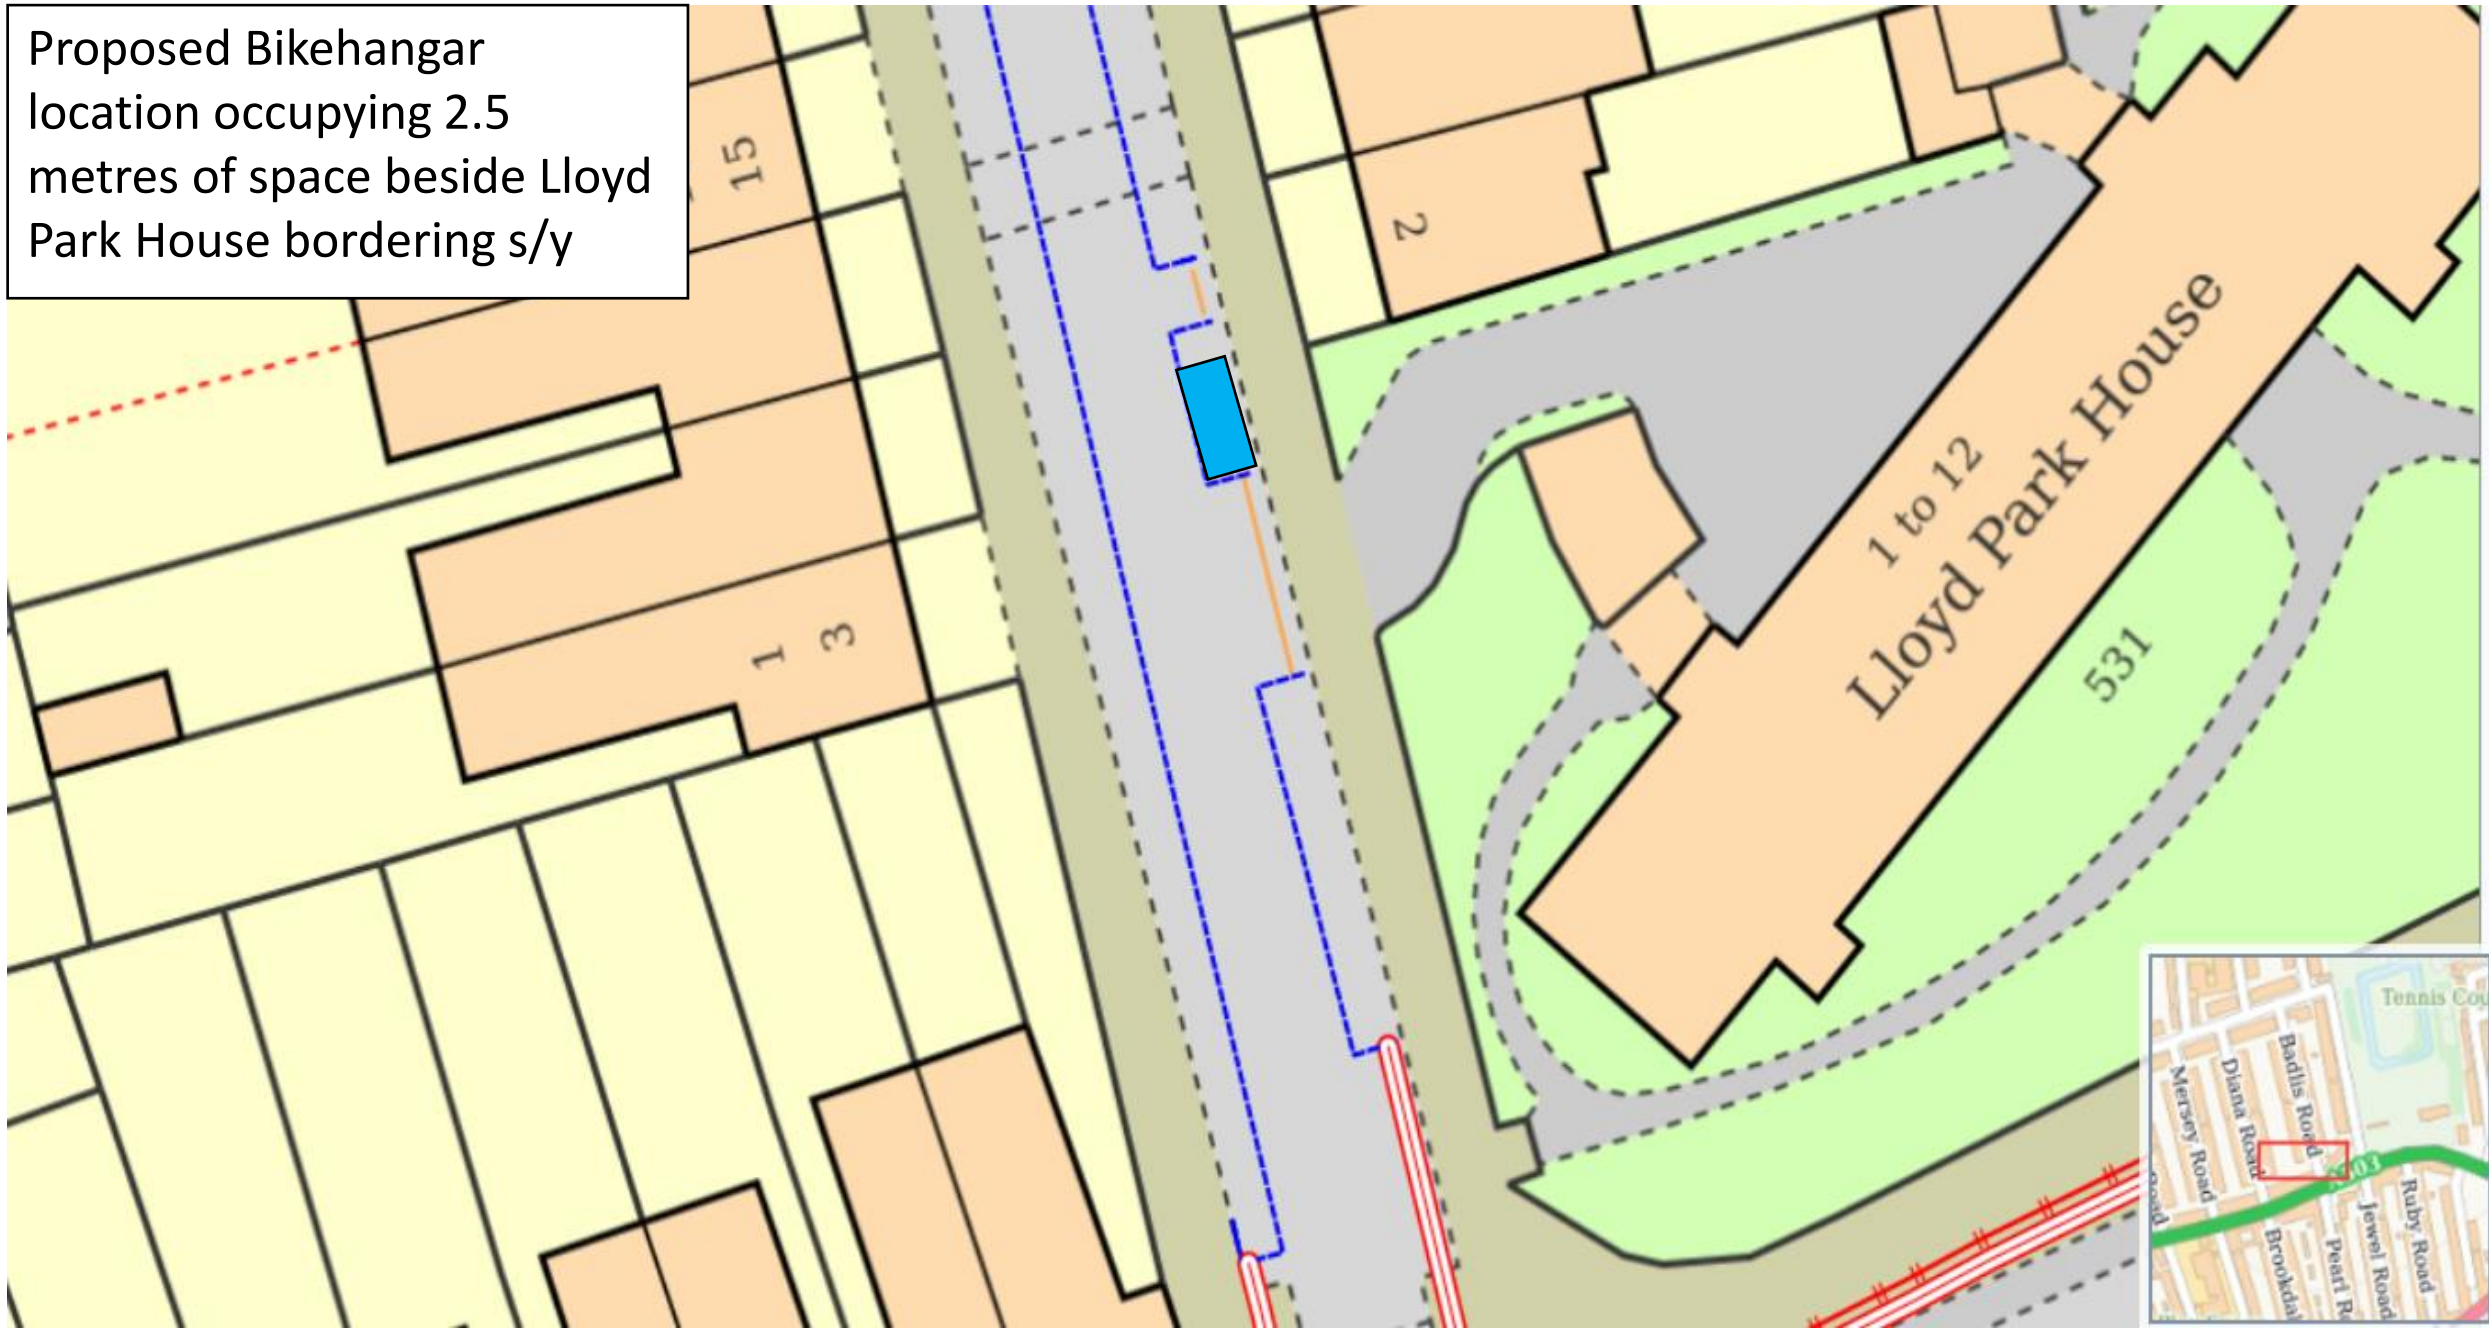 Proposed Bikehangar
location occupying 2.5
metres of space beside Lloyd
Park House bordering s/y
15
2
1 to 12
Lloyd Park House
531
1
3
Tennis Cou
Badlis Road
Diana Road
Mersey Road
Road
Ruby Road
Jewel Road
Pearl R
Brookdal